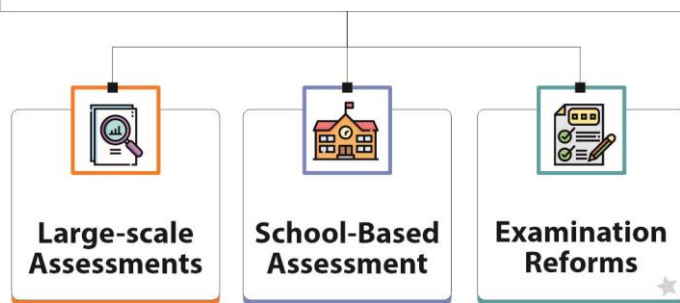 Large-scale
Assessments
School-Based
Assessment
Examination
Reforms